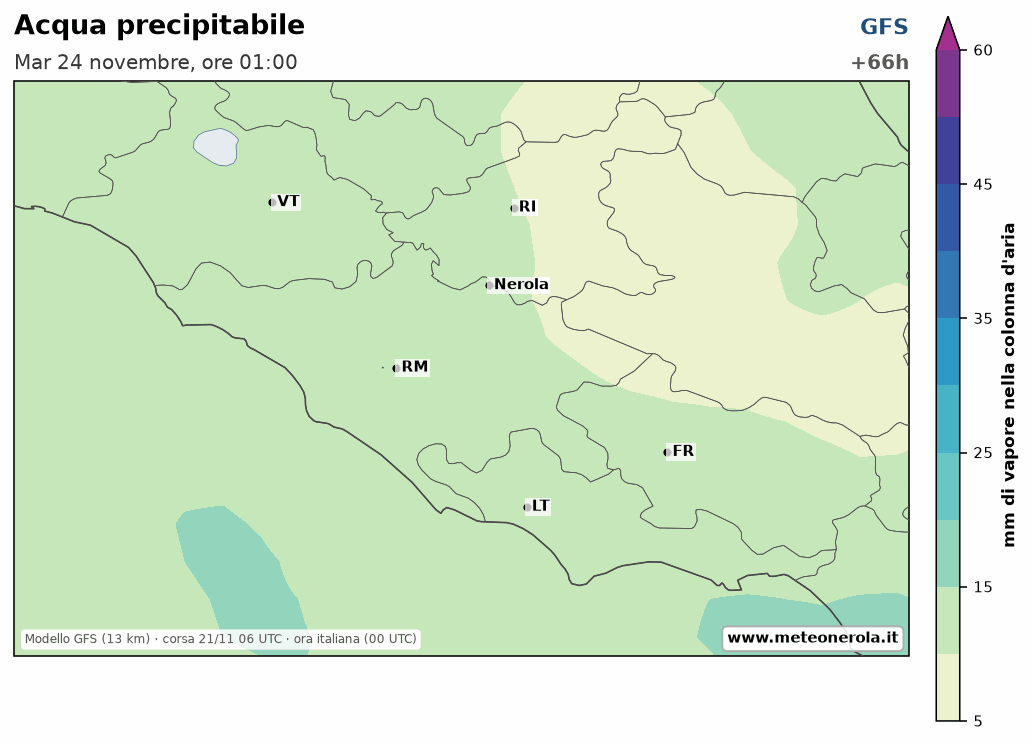 Acqua precipitabile
GFS
Mar 24 novembre, ore 01:00
+66h
60
45
35
25
15
5
mm di vapore nella colonna d'aria
VT
RI
Nerola
RM
FR
LT
Modello GFS (13 km) · corsa 21/11 06 UTC · ora italiana (00 UTC)
www.meteonerola.it